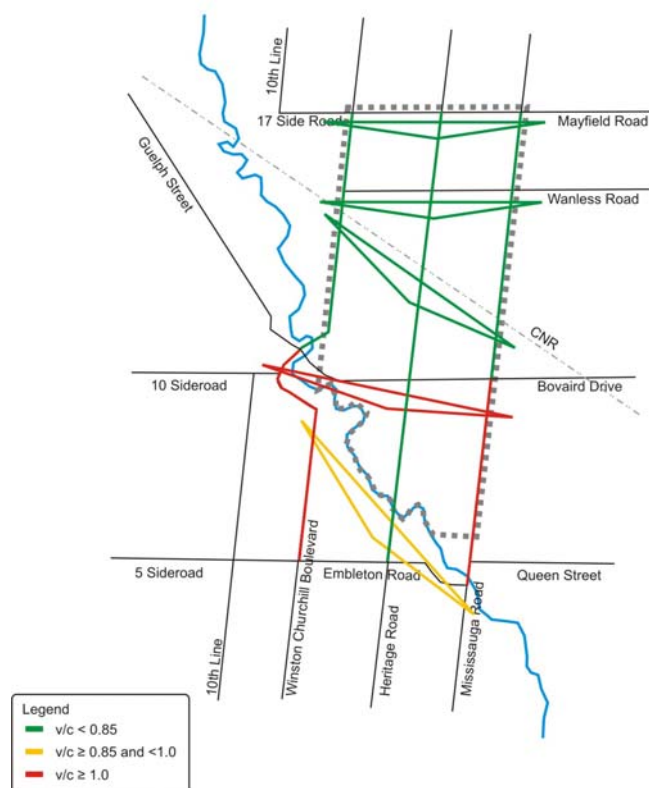 10th Line
17 Side Road
Mayfield Road
Guelph Street
Wanless Road
CNR
10 Sideroad
Bovaird Drive
5 Sideroad
Embleton Road
Queen Street
10th Line
Winston Churchill Boulevard
Heritage Road
Mississauga Road
Legend
v/c < 0.85
v/c ≥ 0.85 and <1.0
v/c ≥ 1.0